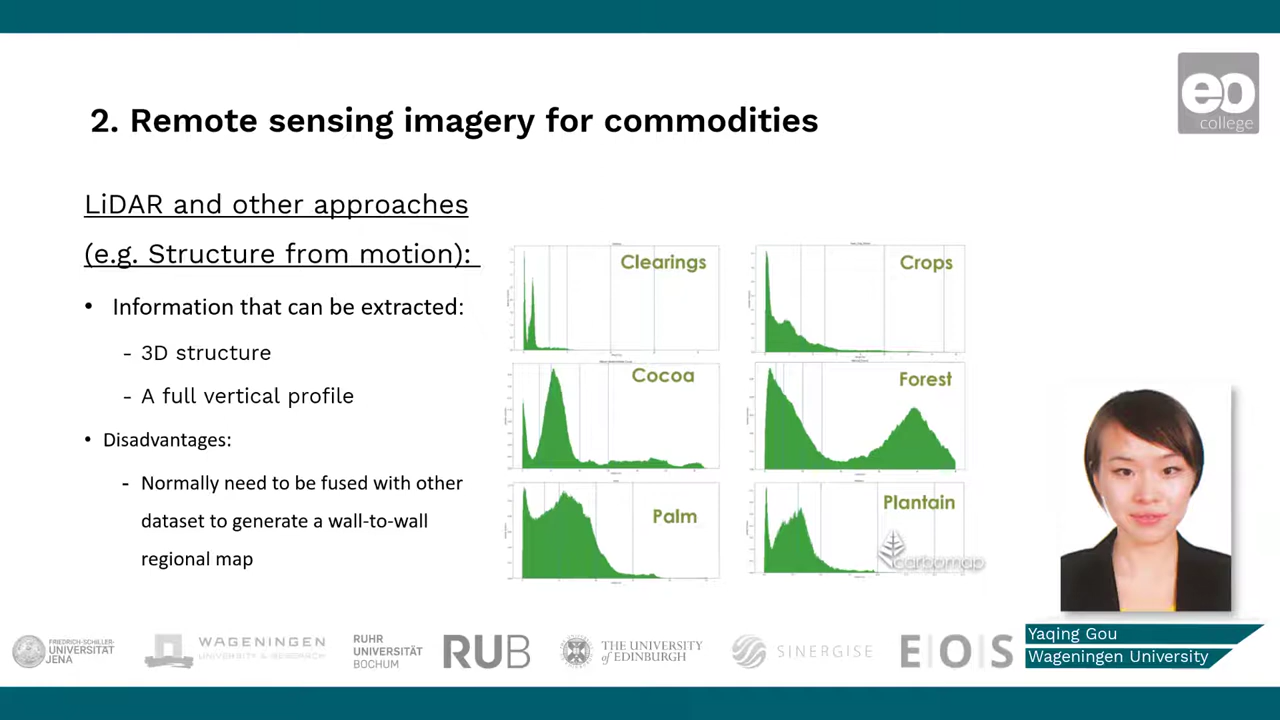 eo
college
2. Remote sensing imagery for commodities
LiDAR and other approaches
(e.g. Structure from motion):
• Information that can be extracted:
- 3D structure
- A full vertical profile
• Disadvantages:
- Normally need to be fused with other
dataset to generate a wall-to-wall
regional map
Clearings
Crops
Cocoa
Forest
Palm
Plantain
carbomap
Yaqing Gou
Wageningen University
FRIEDRICH-SCHILLER-
UNIVERSITÄT
JENA
WAGENINGEN
UNIVERSITY & RESEARCH
RUHR
UNIVERSITÄT
BOCHUM
RUB
THE UNIVERSITY
of EDINBURGH
SINERGISE
E|O|S